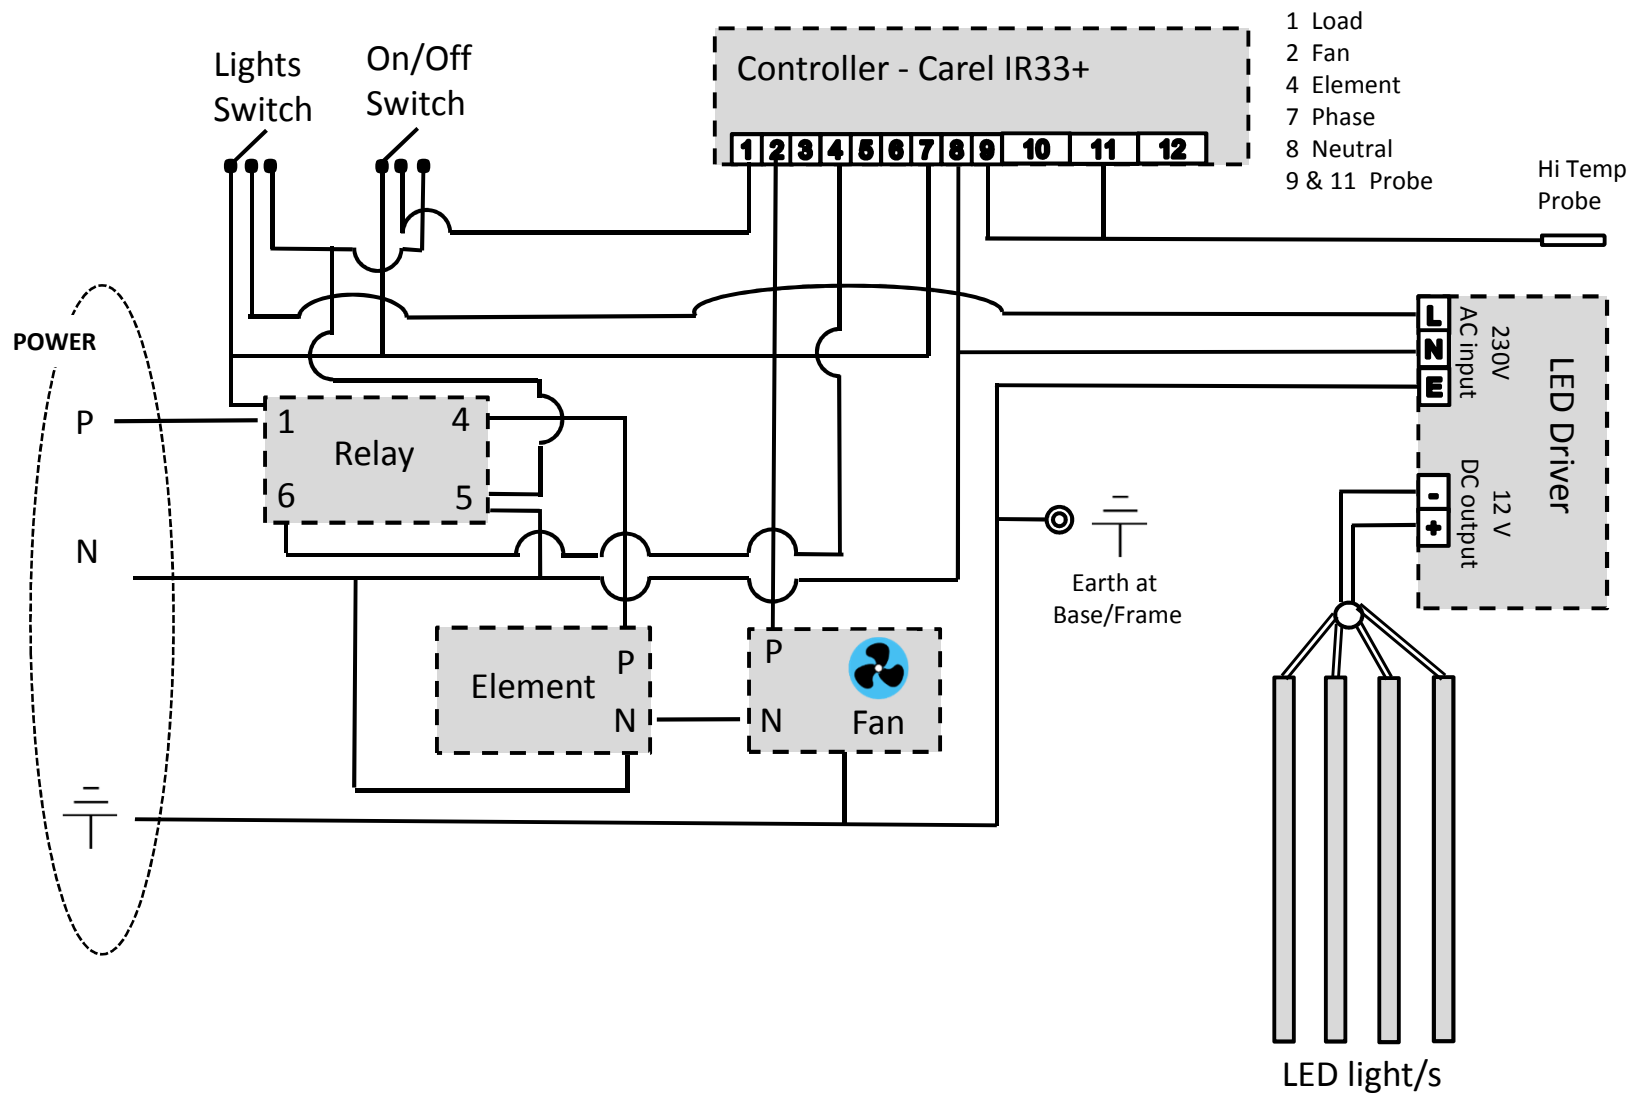 Lights
Switch
On/Off
Switch
Controller - Carel IR33+
1 2 3 4 5 6 7 8 9 10 11 12
1 Load
2 Fan
4 Element
7 Phase
8 Neutral
9 & 11 Probe
Hi Temp
Probe
POWER
P
N
1 4
Relay
6 5
L
N
E
AC input
230V
LED Driver
DC output
12 V
-
+
Earth at
Base/Frame
P
Element
N
P
N
Fan
LED light/s